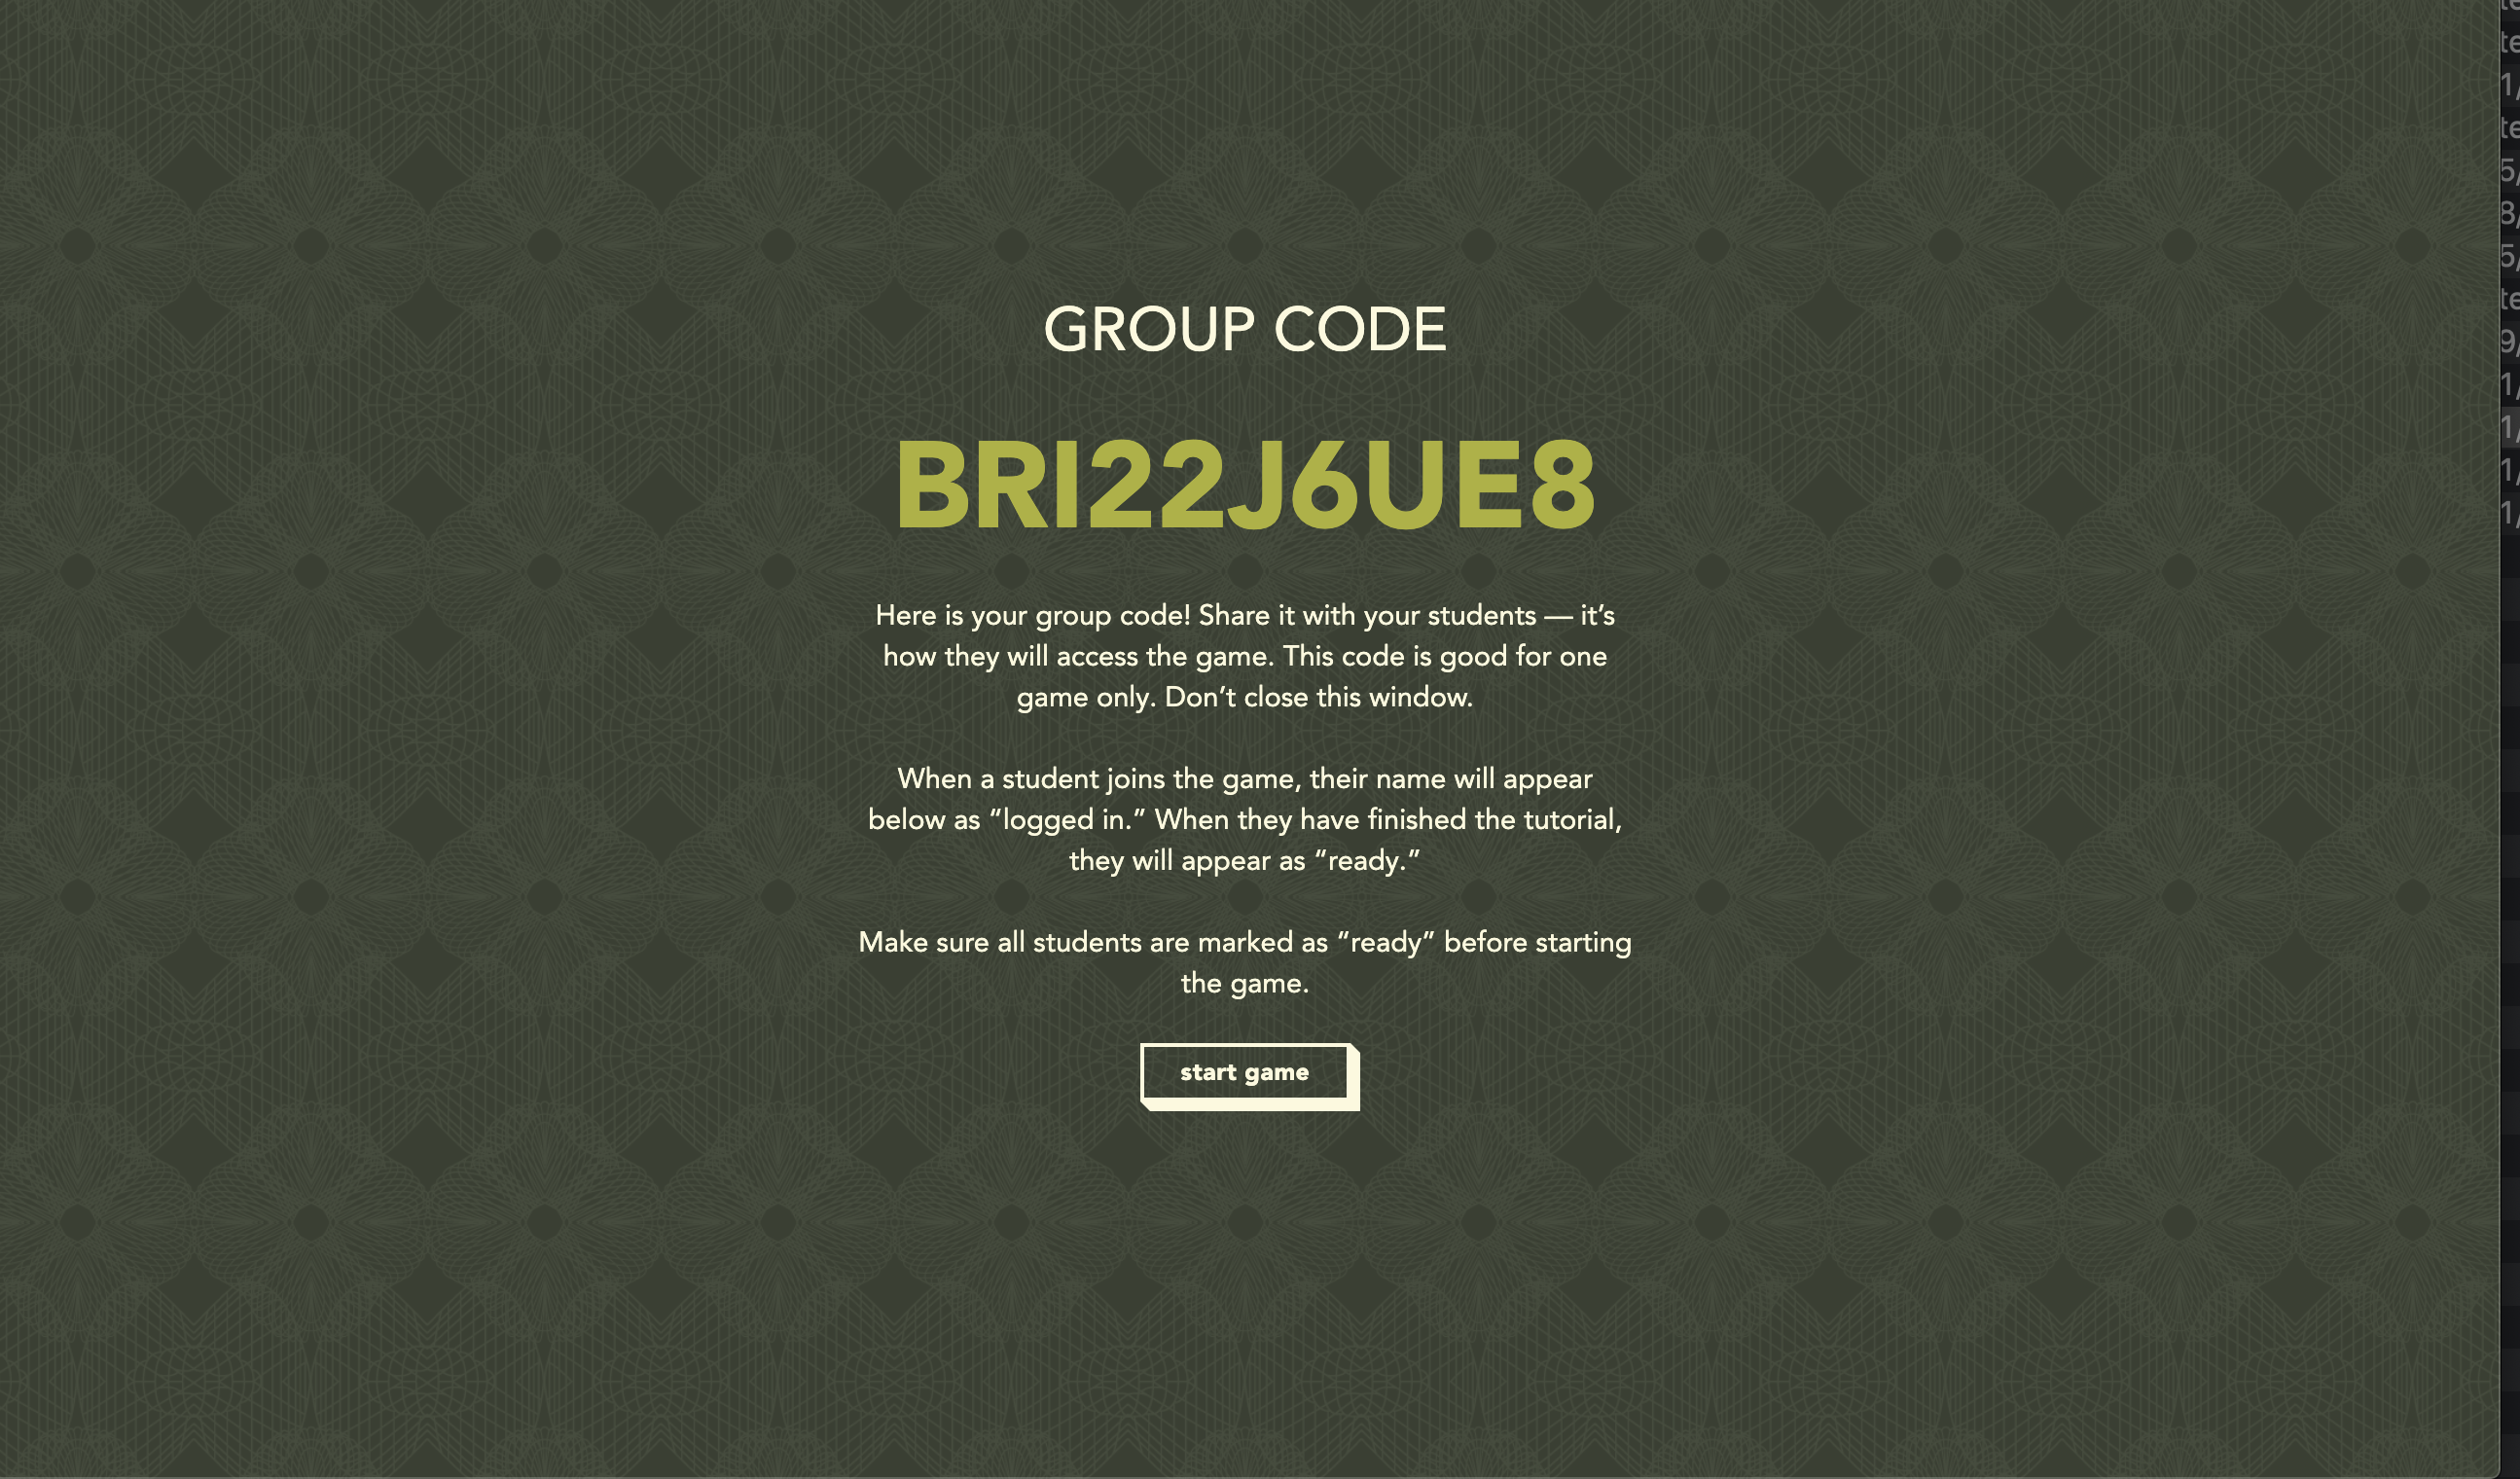 GROUP CODE
BRI22J6UE8
Here is your group code! Share it with your students — it’s
how they will access the game. This code is good for one
game only. Don’t close this window.
When a student joins the game, their name will appear
below as “logged in.” When they have finished the tutorial,
they will appear as “ready.”
Make sure all students are marked as “ready” before starting
the game.
start game